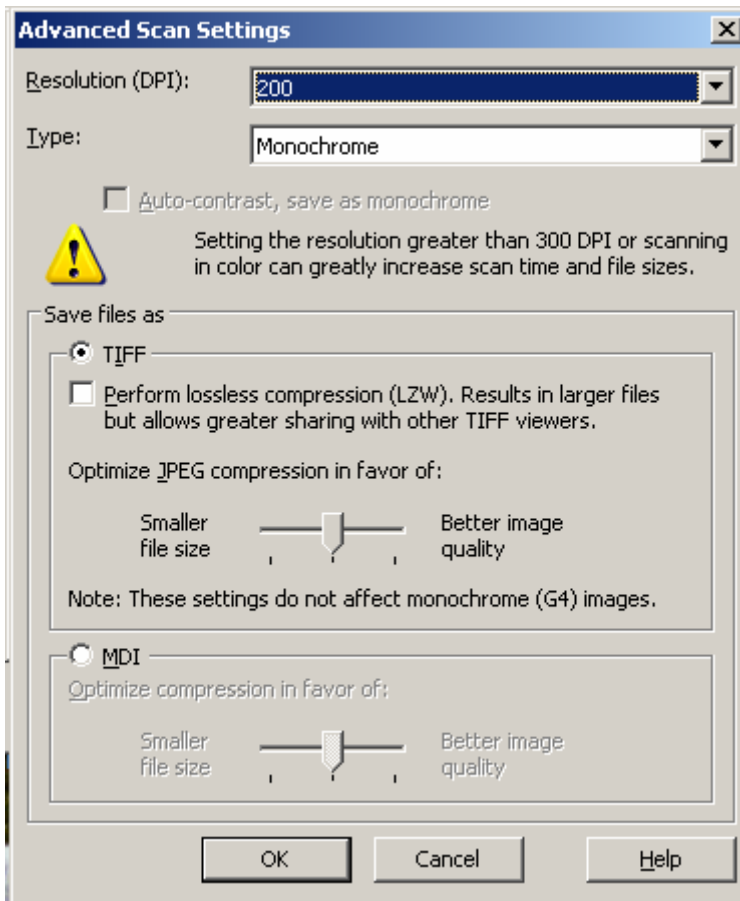 Advanced Scan Settings
Resolution (DPI):
200
Type:
Monochrome
Auto-contrast, save as monochrome
Setting the resolution greater than 300 DPI or scanning
in color can greatly increase scan time and file sizes.
Save files as
TIFF
Perform lossless compression (LZW). Results in larger files
but allows greater sharing with other TIFF viewers.
Optimize JPEG compression in favor of:
Smaller Better image
file size quality
Note: These settings do not affect monochrome (G4) images.
MDI
Optimize compression in favor of:
Smaller Better image
file size quality
OK Cancel Help